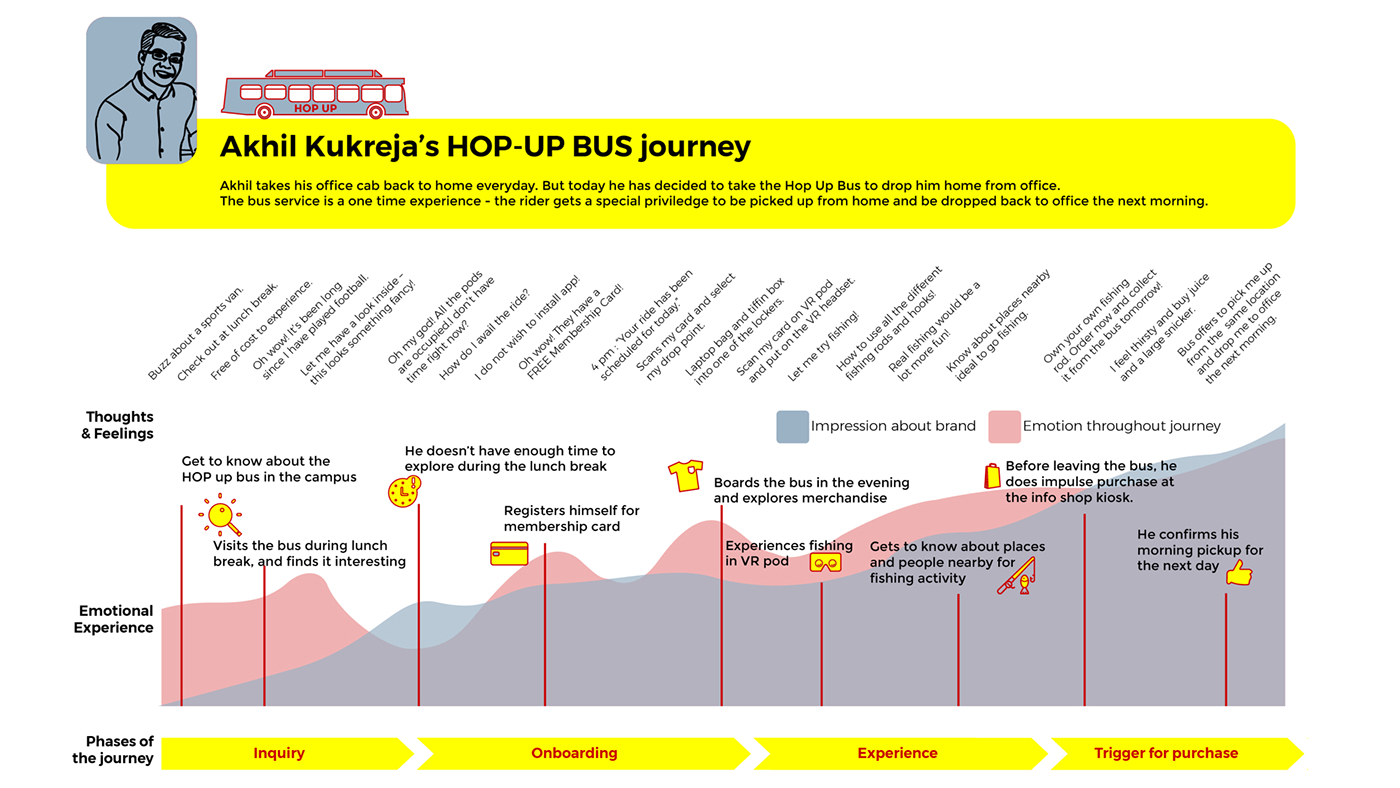 HOP UP
Akhil Kukreja’s HOP-UP BUS journey
Akhil takes his office cab back to home everyday. But today he has decided to take the Hop Up Bus to drop him home from office.
The bus service is a one time experience - the rider gets a special priviledge to be picked up from home and be dropped back to office the next morning.
Buzz about a sports van.
Check out at lunch break.
Free of cost to experience.
Oh wow! It’s been long
since I have played football.
Let me have a look inside –
this looks something fancy!
Oh my god! All the pods
are occupied.I don’t have
time right now?
How do I avail the ride?
I do not wish to install app!
Oh wow! They have a
FREE Membership Card!
4 pm : “Your ride has been
scheduled for today.”
Scans my card and select
my drop point.
Laptop bag and tiffin box
into one of the lockers.
Scan my card on VR pod
and put on the VR headset.
Let me try fishing!
How to use all the different
fishing rods and hooks!
Real fishing would be a
lot more fun!
Know about places nearby
ideal to go fishing.
Own your own fishing
rod. Order now and collect
it from the bus tomorrow!
I feel thirsty and buy juice
and a large snicker.
Bus offers to pick me up
from the same location
and drop me to office
the next morning.
Thoughts
& Feelings
Impression about brand
Emotion throughout journey
Get to know about the
HOP up bus in the campus
Visits the bus during lunch
break, and finds it interesting
He doesn’t have enough time to
explore during the lunch break
Registers himself for
membership card
Boards the bus in the evening
and explores merchandise
Experiences fishing
in VR pod
Gets to know about places
and people nearby for
fishing activity
Before leaving the bus, he
does impulse purchase at
the info shop kiosk.
He confirms his
morning pickup for
the next day
Emotional
Experience
Phases of
the journey
Inquiry
Onboarding
Experience
Trigger for purchase